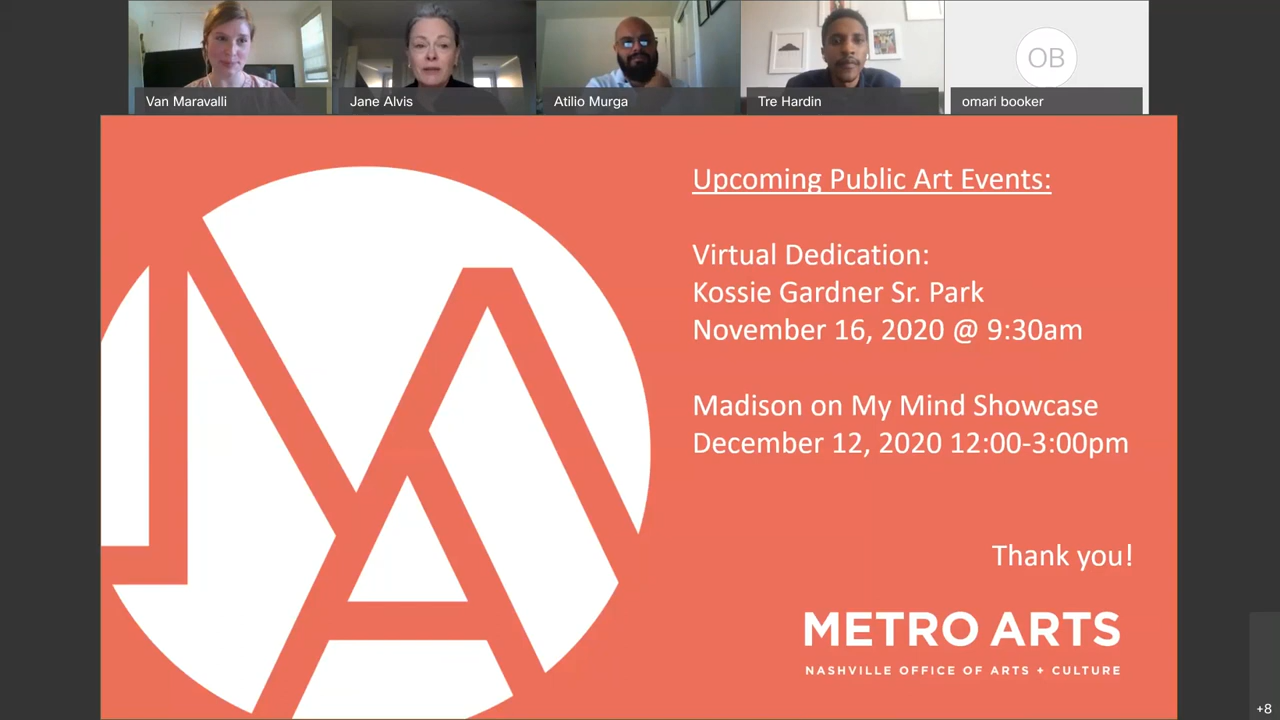 OB
Van Maravalli
Jane Alvis
Atilio Murga
Tre Hardin
omari booker
Upcoming Public Art Events:
Virtual Dedication:
Kossie Gardner Sr. Park
November 16, 2020 @ 9:30am
Madison on My Mind Showcase
December 12, 2020 12:00-3:00pm
Thank you!
METRO ARTS
NASHVILLE OFFICE OF ARTS + CULTURE
+8